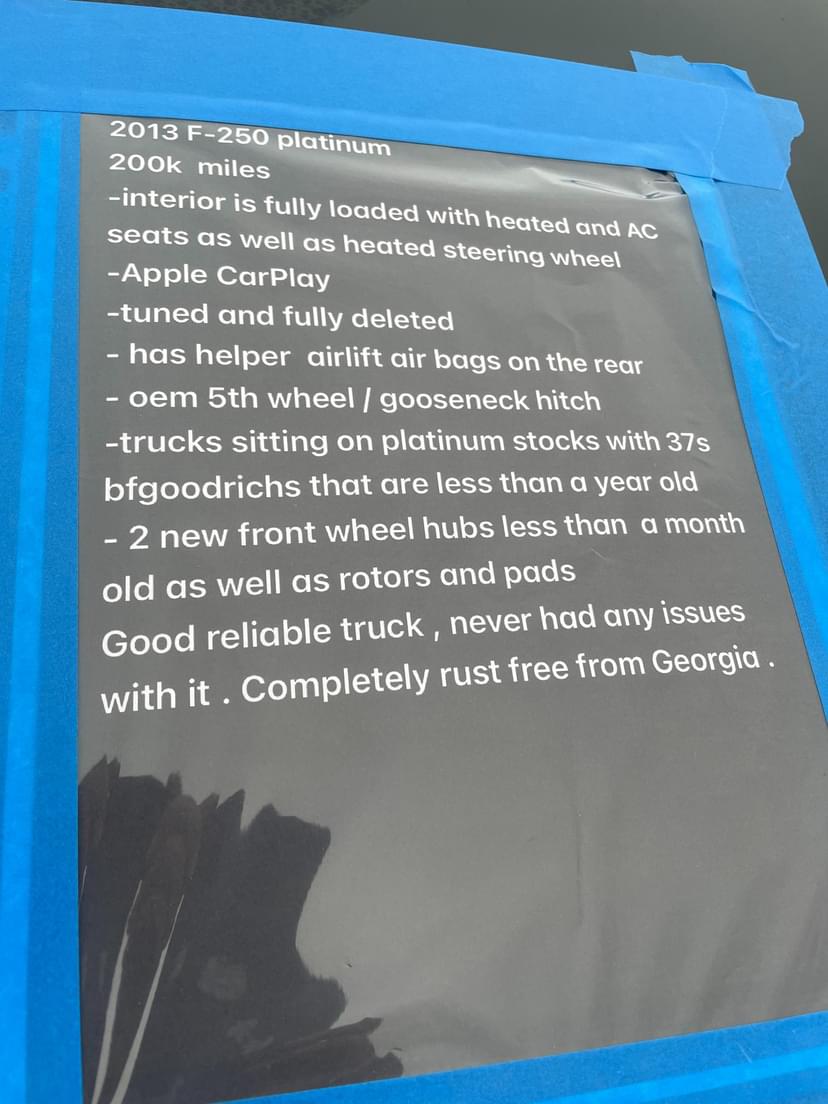 2013 F-250 platinum
200k  miles
-interior is fully loaded with heated and AC
seats as well as heated steering wheel
-Apple CarPlay
-tuned and fully deleted
- has helper  airlift air bags on the rear
- oem 5th wheel / gooseneck hitch
-trucks sitting on platinum stocks with 37s
bfgoodrichs that are less than a year old
- 2 new front wheel hubs less than  a month
old as well as rotors and pads
Good reliable truck , never had any issues
with it . Completely rust free from Georgia .